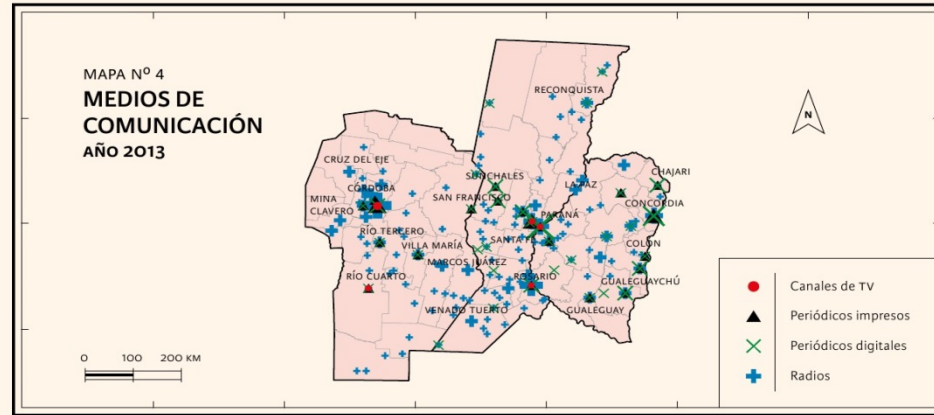 MAPA Nº 4
MEDIOS DE
COMUNICACIÓN
AÑO 2013
N
RECONQUISTA
CRUZ DEL EJE
CÓRDOBA
MINA
CLAVERO
SUNCHALES
SAN FRANCISCO
LA PAZ
CHAJARI
CONCORDIA
PARANÁ
RÍO TERCERO
VILLA MARÍA
SANTA FE
COLÓN
MARCOS JUÁREZ
RÍO CUARTO
ROSARIO
GUALEGUAYCHÚ
VENADO TUERTO
GUALEGUAY
0 100 200 KM
Canales de TV
Periódicos impresos
Periódicos digitales
Radios